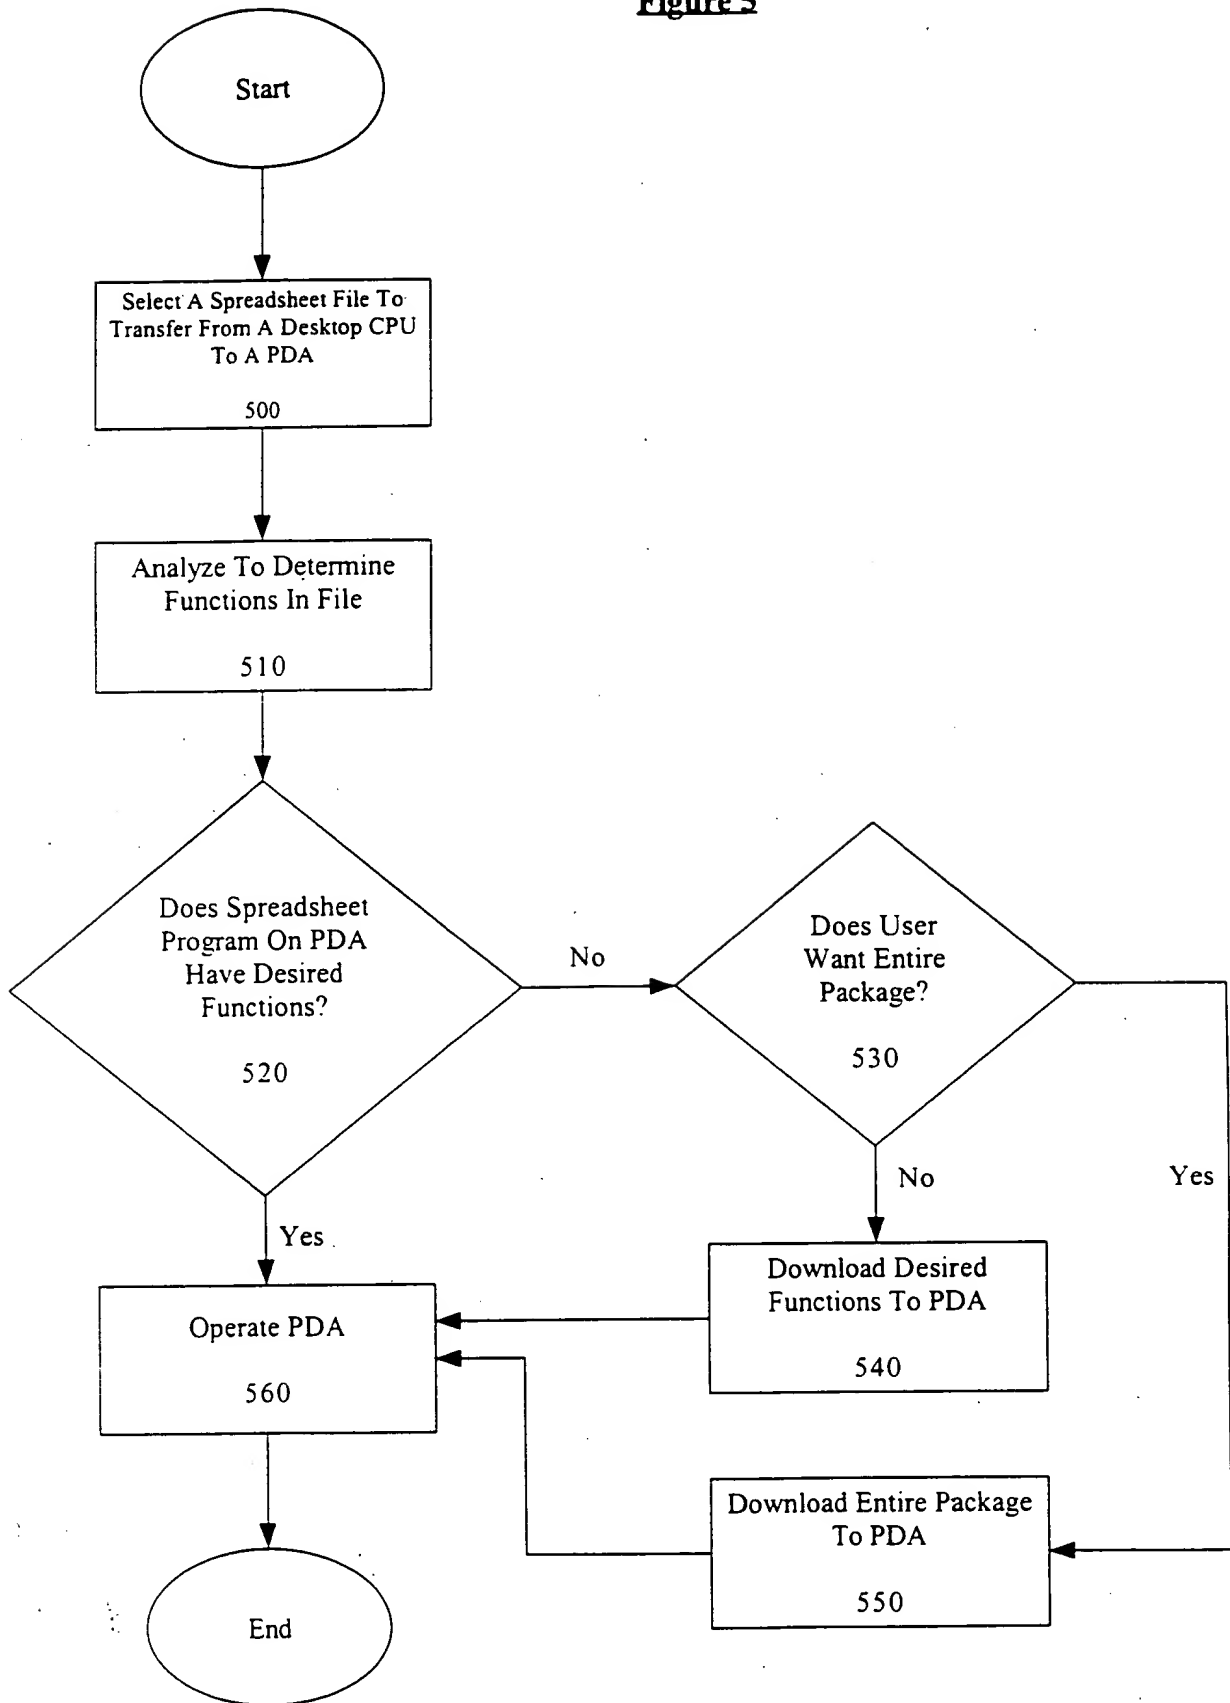 Figure 5
Start
Select A Spreadsheet File To
Transfer From A Desktop CPU
To A PDA
500
Analyze To Determine
Functions In File
510
Does Spreadsheet
Program On PDA
Have Desired
Functions?
520
No
Does User
Want Entire
Package?
530
No
Yes
Yes
Operate PDA
560
Download Desired
Functions To PDA
540
Download Entire Package
To PDA
550
End